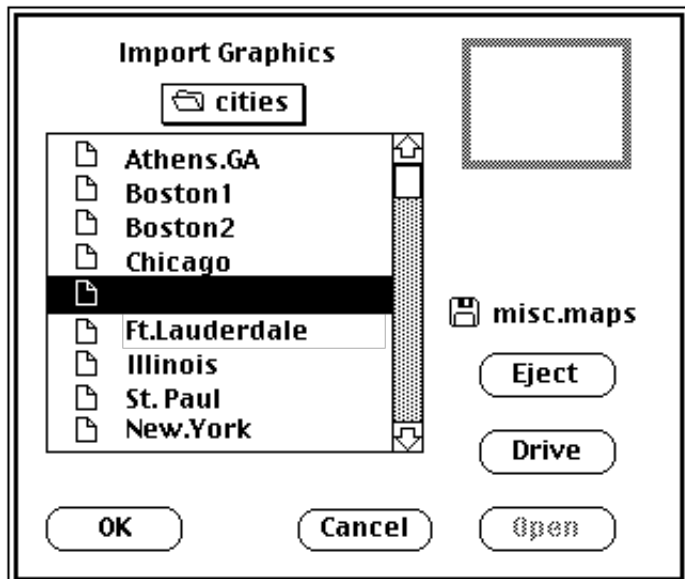 Import Graphics
cities
Athens.GA
Boston1
Boston2
Chicago
Ft.Lauderdale
Illinois
St. Paul
New.York
misc.maps
Eject
Drive
OK
Cancel
Open